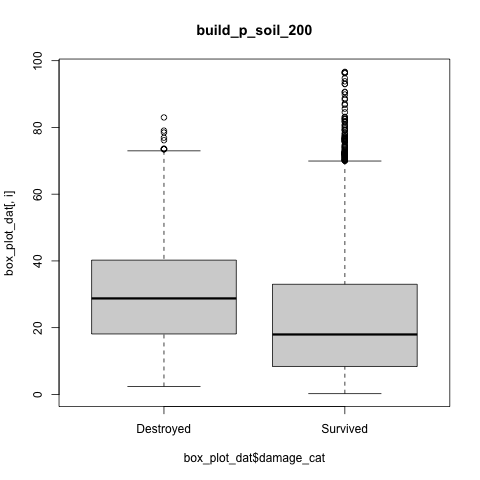 build_p_soil_200
100
80
60
40
20
0
box_plot_dat[, i]
Destroyed
Survived
box_plot_dat$damage_cat